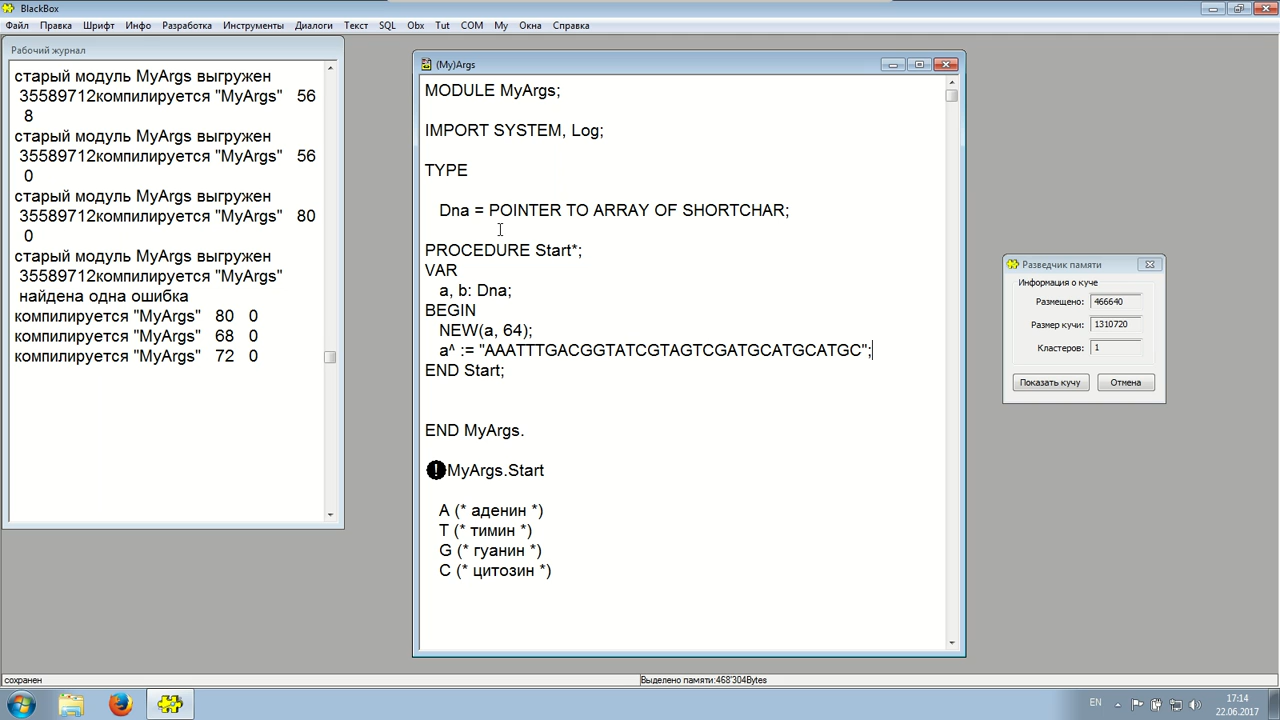 BlackBox
Файл Правка Шрифт Инфо Разработка Инструменты Диалоги Текст SQL Obx Tut COM My Окна Справка
Рабочий журнал
старый модуль MyArgs выгружен
35589712компилируется "MyArgs" 56
8
старый модуль MyArgs выгружен
35589712компилируется "MyArgs" 56
0
старый модуль MyArgs выгружен
35589712компилируется "MyArgs" 80
0
старый модуль MyArgs выгружен
35589712компилируется "MyArgs"
найдена одна ошибка
компилируется "MyArgs" 80 0
компилируется "MyArgs" 68 0
компилируется "MyArgs" 72 0
(My)Args
MODULE MyArgs;
IMPORT SYSTEM, Log;
TYPE
Dna = POINTER TO ARRAY OF SHORTCHAR;
PROCEDURE Start*;
VAR
a, b: Dna;
BEGIN
NEW(a, 64);
a^ := "AAATTTGACGGTATCGTAGTCGATGCATGCATGC";
END Start;
END MyArgs.
!MyArgs.Start
A (* аденин *)
T (* тимин *)
G (* гуанин *)
C (* цитозин *)
Разведчик памяти
Информация о куче
Размещено: 466640
Размер кучи: 1310720
Кластеров: 1
Показать кучу Отмена
сохранен
Выделено памяти:468'304Bytes
EN
17:14
22.06.2017